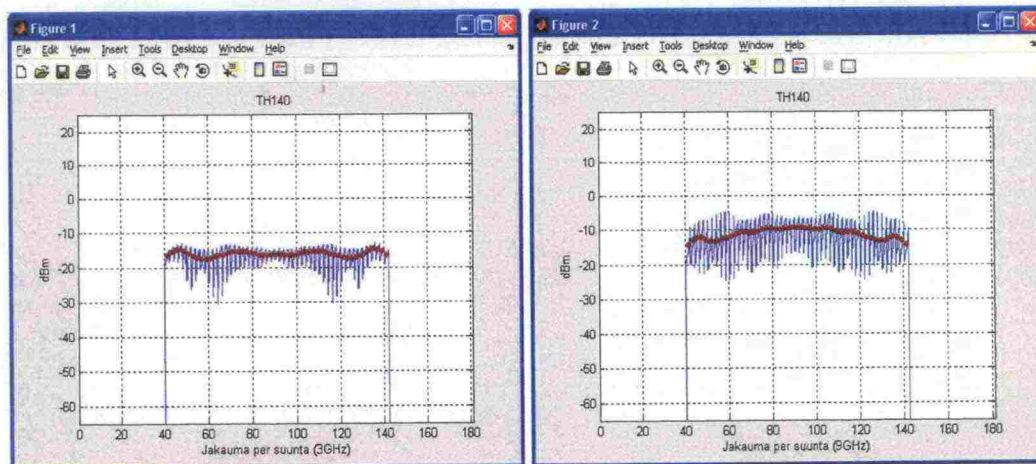 Figure 1
File Edit View Insert Tools Desktop Window Help
TH140
20
10
0
-10
-20
-30
-40
-50
-60
dBm
0 20 40 60 80 100 120 140 160 180
Jakauma per suunta (3GHz)
Figure 2
File Edit View Insert Tools Desktop Window Help
TH140
20
10
0
-10
-20
-30
-40
-50
-60
dBm
0 20 40 60 80 100 120 140 160 180
Jakauma per suunta (9GHz)